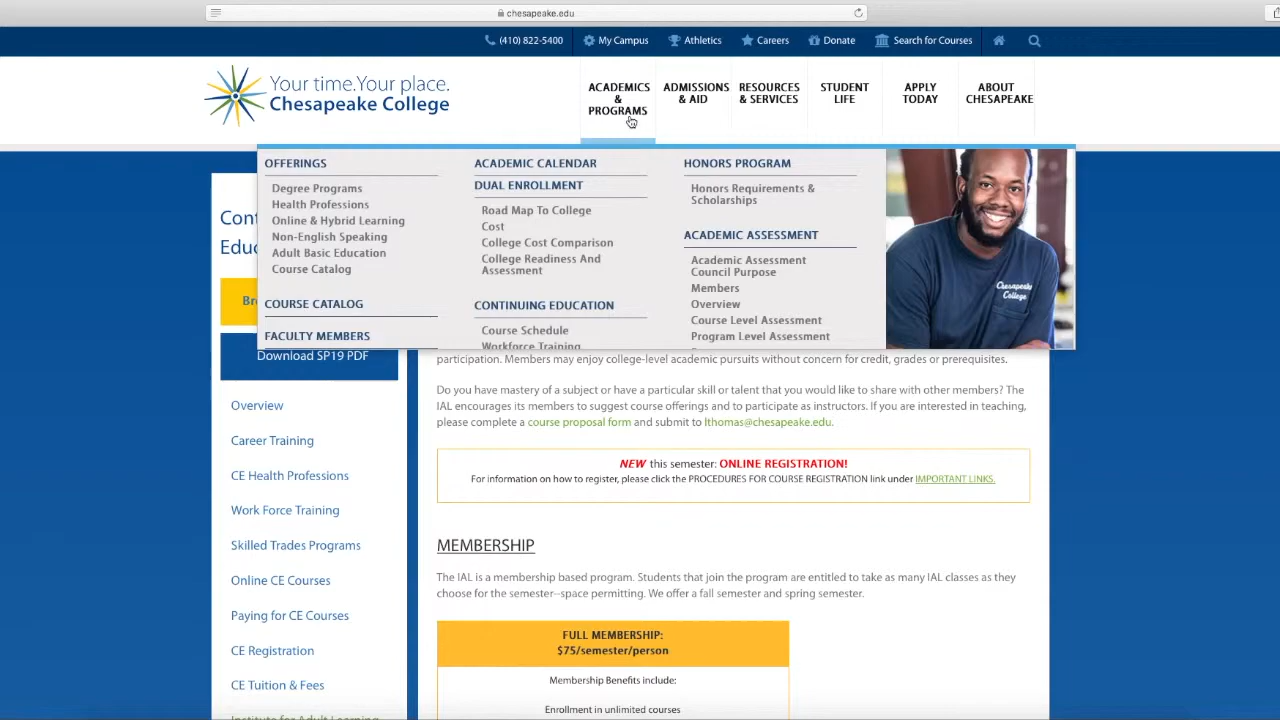 chesapeake.edu
(410) 822-5400
My Campus
Athletics
Careers
Donate
Search for Courses
Your time. Your place.
Chesapeake College
ACADEMICS
&
PROGRAMS
ADMISSIONS
& AID
RESOURCES
& SERVICES
STUDENT
LIFE
APPLY
TODAY
ABOUT
CHESAPEAKE
OFFERINGS
Degree Programs
Health Professions
Online & Hybrid Learning
Non-English Speaking
Adult Basic Education
Course Catalog
COURSE CATALOG
FACULTY MEMBERS
ACADEMIC CALENDAR
DUAL ENROLLMENT
Road Map To College
Cost
College Cost Comparison
College Readiness And
Assessment
CONTINUING EDUCATION
Course Schedule
Workforce Training
HONORS PROGRAM
Honors Requirements &
Scholarships
ACADEMIC ASSESSMENT
Academic Assessment
Council Purpose
Members
Overview
Course Level Assessment
Program Level Assessment
Chesapeake
College
Download SP19 PDF
Overview
Career Training
CE Health Professions
Work Force Training
Skilled Trades Programs
Online CE Courses
Paying for CE Courses
CE Registration
CE Tuition & Fees
Institute for Adult Learning
participation. Members may enjoy college-level academic pursuits without concern for credit, grades or prerequisites.
Do you have mastery of a subject or have a particular skill or talent that you would like to share with other members? The
IAL encourages its members to suggest course offerings and to participate as instructors. If you are interested in teaching,
please complete a course proposal form and submit to lthomas@chesapeake.edu.
NEW this semester: ONLINE REGISTRATION!
For information on how to register, please click the PROCEDURES FOR COURSE REGISTRATION link under IMPORTANT LINKS.
MEMBERSHIP
The IAL is a membership based program. Students that join the program are entitled to take as many IAL classes as they
choose for the semester--space permitting. We offer a fall semester and spring semester.
FULL MEMBERSHIP:
$75/semester/person
Membership Benefits include:
Enrollment in unlimited courses